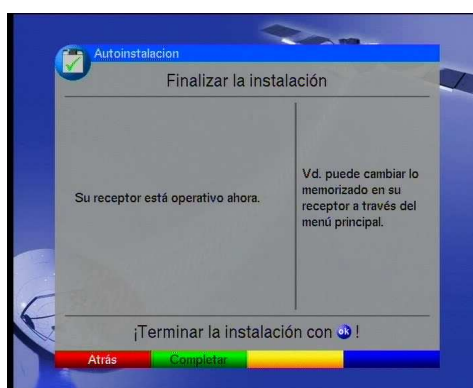 Autoinstalacion
Finalizar la instalación
Su receptor está operativo ahora.
Vd. puede cambiar lo
memorizado en su
receptor a través del
menú principal.
¡Terminar la instalación con ok !
Atrás Completar